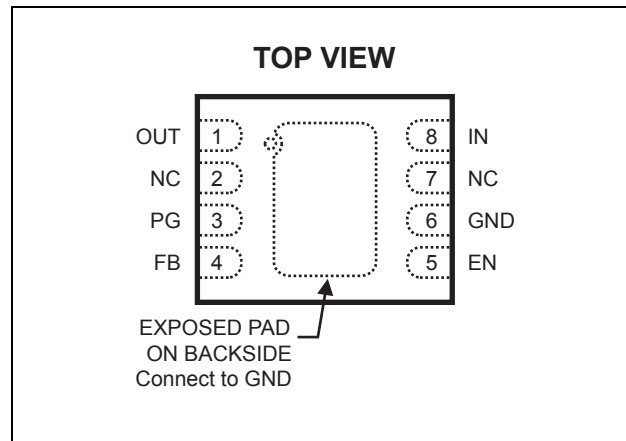 TOP VIEW
OUT 1 8 IN
NC 2 7 NC
PG 3 6 GND
FB 4 5 EN
EXPOSED PAD
ON BACKSIDE
Connect to GND